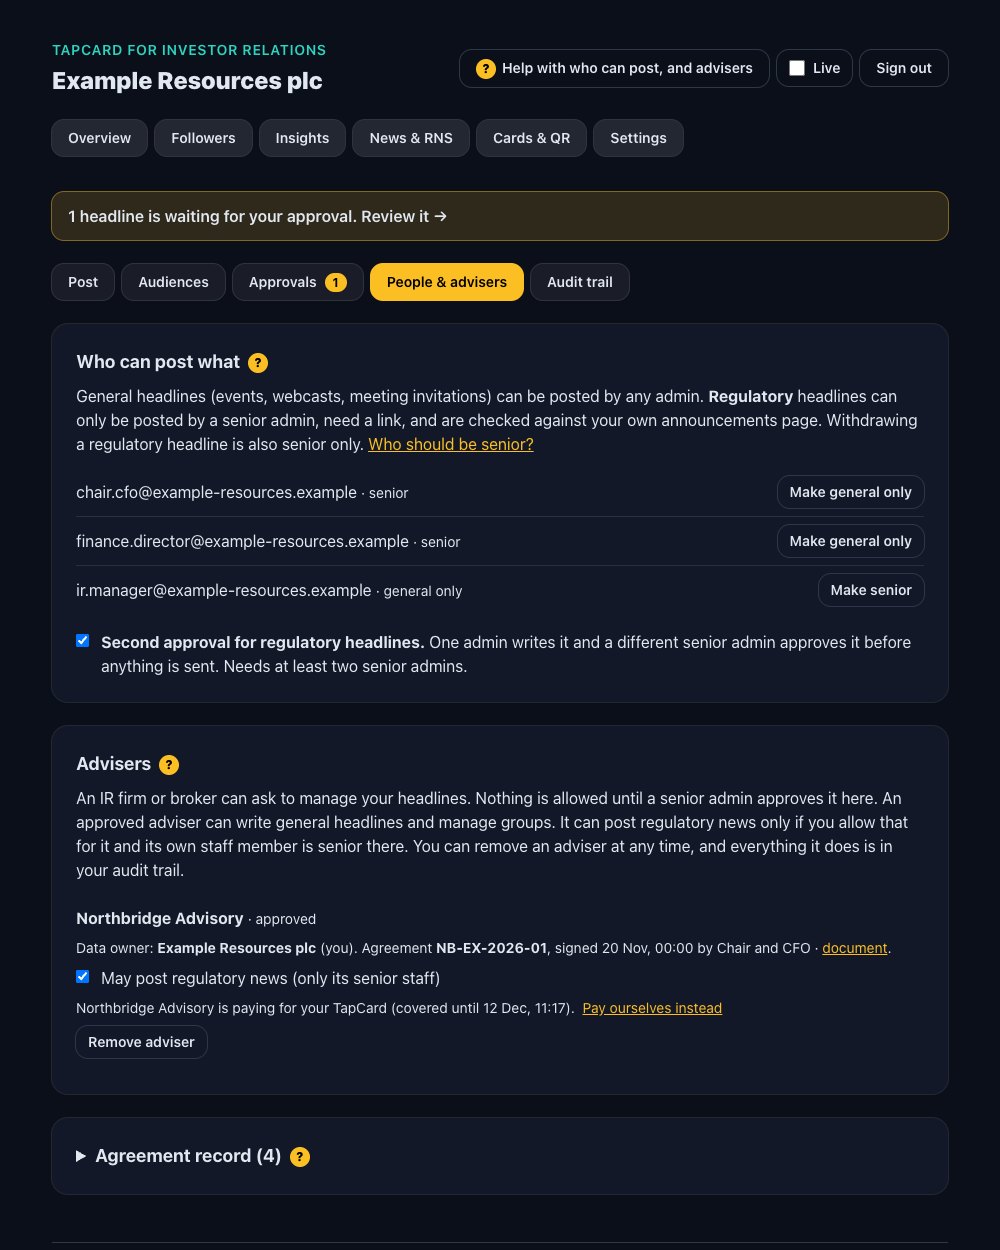 TAPCARD FOR INVESTOR RELATIONS
Example Resources plc
? Help with who can post, and advisers
Live
Sign out
Overview
Followers
Insights
News & RNS
Cards & QR
Settings
1 headline is waiting for your approval. Review it →
Post
Audiences
Approvals 1
People & advisers
Audit trail
Who can post what ?
General headlines (events, webcasts, meeting invitations) can be posted by any admin. Regulatory headlines can
only be posted by a senior admin, need a link, and are checked against your own announcements page. Withdrawing
a regulatory headline is also senior only. Who should be senior?
chair.cfo@example-resources.example · senior
Make general only
finance.director@example-resources.example · senior
Make general only
ir.manager@example-resources.example · general only
Make senior
Second approval for regulatory headlines. One admin writes it and a different senior admin approves it before
anything is sent. Needs at least two senior admins.
Advisers ?
An IR firm or broker can ask to manage your headlines. Nothing is allowed until a senior admin approves it here. An
approved adviser can write general headlines and manage groups. It can post regulatory news only if you allow that
for it and its own staff member is senior there. You can remove an adviser at any time, and everything it does is in
your audit trail.
Northbridge Advisory · approved
Data owner: Example Resources plc (you). Agreement NB-EX-2026-01, signed 20 Nov, 00:00 by Chair and CFO · document.
May post regulatory news (only its senior staff)
Northbridge Advisory is paying for your TapCard (covered until 12 Dec, 11:17). Pay ourselves instead
Remove adviser
Agreement record (4) ?